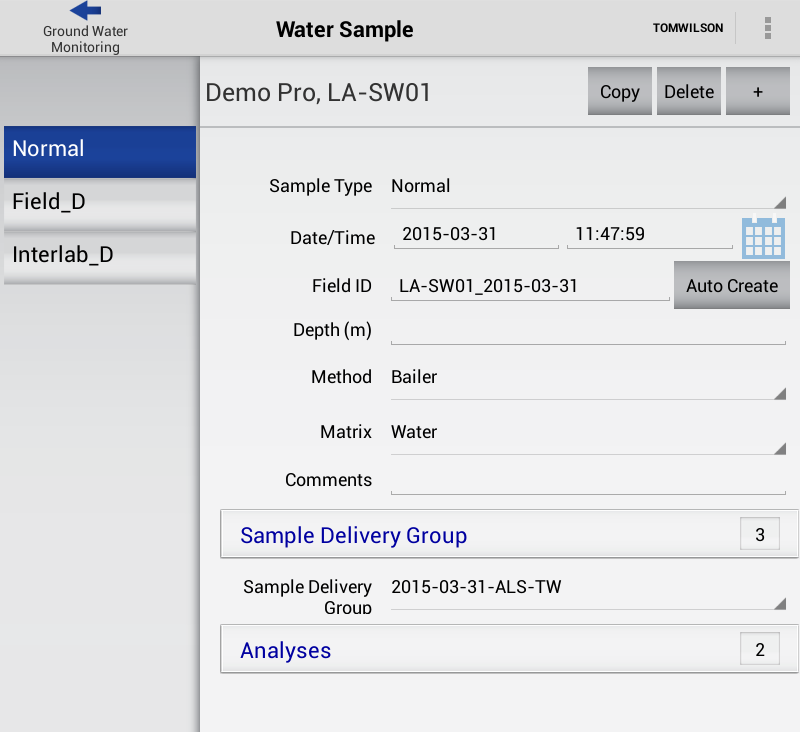 Ground Water
Monitoring
Water Sample
TOMWILSON
Demo Pro, LA-SW01
Copy
Delete
+
Normal
Field_D
Interlab_D
Sample Type Normal
Date/Time 2015-03-31 11:47:59
Field ID LA-SW01_2015-03-31 Auto Create
Depth (m)
Method Bailer
Matrix Water
Comments
Sample Delivery Group 3
Sample Delivery 2015-03-31-ALS-TW
Group
Analyses 2